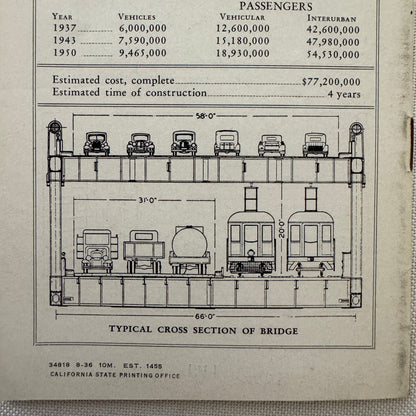 PASSENGERS
YEAR VEHICLES VEHICULAR INTERURBAN
1937 6,000,000 12,600,000 42,600,000
1943 7,590,000 15,180,000 47,980,000
1950 9,465,000 18,930,000 54,530,000
Estimated cost, complete $77,200,000
Estimated time of construction 4 years
58'-0"
31'-0"
20'-0"
66'-0"
TYPICAL CROSS SECTION OF BRIDGE
34918 8-36 10M. EST. 1455
CALIFORNIA STATE PRINTING OFFICE